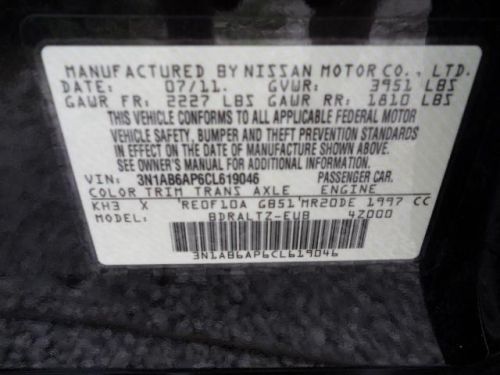 MANUFACTURED BY NISSAN MOTOR CO., LTD.
DATE: 07/11. GVWR: 3951 LBS
GAWR FR: 2227 LBS GAWR RR: 1810 LBS
THIS VEHICLE CONFORMS TO ALL APPLICABLE FEDERAL MOTOR
VEHICLE SAFETY, BUMPER AND THEFT PREVENTION STANDARDS
IN EFFECT ON THE DATE OF MANUFACTURE SHOWN ABOVE.
SEE OWNER'S MANUAL FOR ADDITIONAL INFORMATION
VIN: 3N1AB6AP6CL619046 PASSENGER CAR.
COLOR TRIM TRANS AXLE ENGINE
KH3 X RE0F10A GB51 MR20DE 1997 CC
MODEL: BDRALTZ-EUB 4Z000
3N1AB6AP6CL619046